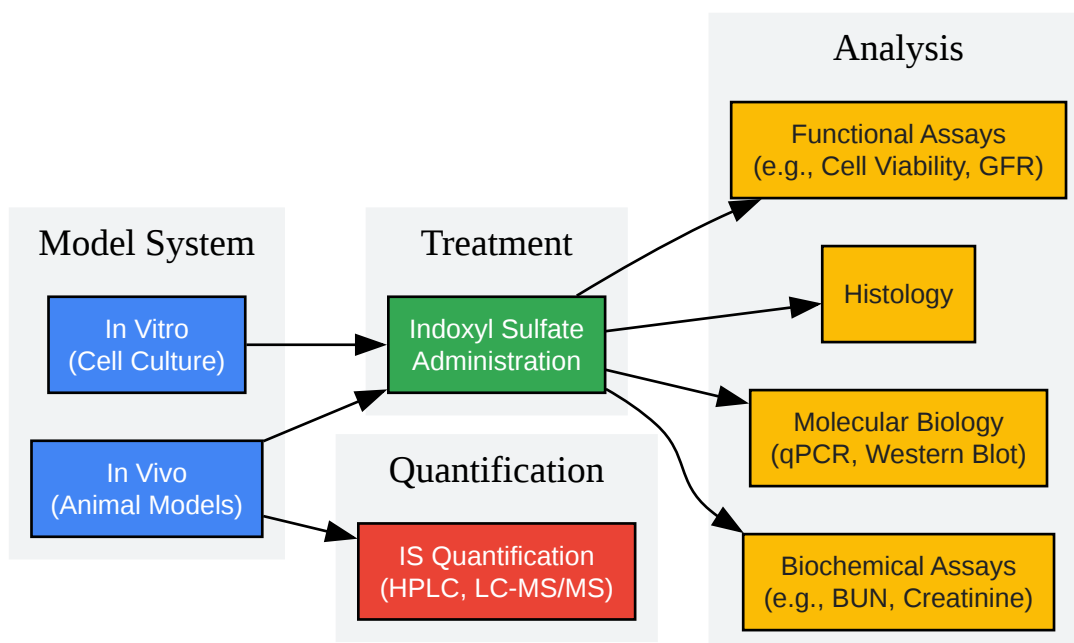 Model System
In Vitro
(Cell Culture)
In Vivo
(Animal Models)
Treatment
Indoxyl Sulfate
Administration
Quantification
IS Quantification
(HPLC, LC-MS/MS)
Analysis
Functional Assays
(e.g., Cell Viability, GFR)
Histology
Molecular Biology
(qPCR, Western Blot)
Biochemical Assays
(e.g., BUN, Creatinine)